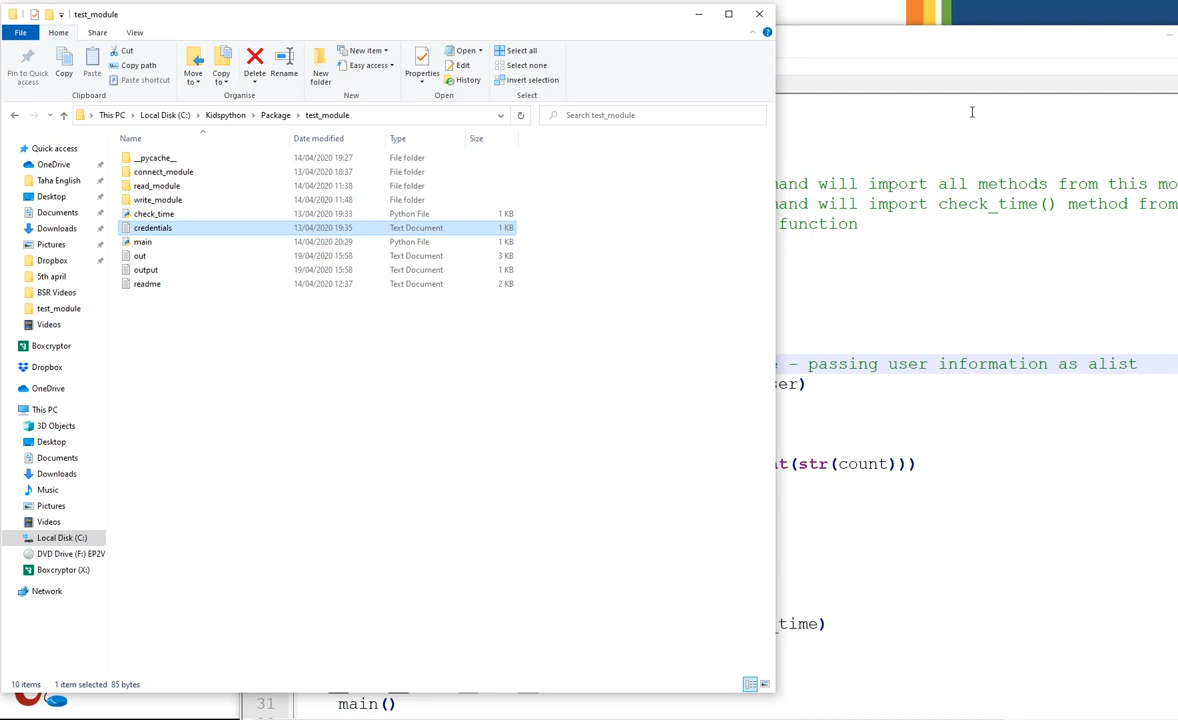 test_module
File Home Share View
Pin to Quick access
Copy
Paste
Cut
Copy path
Paste shortcut
Move to
Copy to
Delete
Rename
New folder
New item
Easy access
Properties
Open
Edit
History
Select all
Select none
Invert selection
Clipboard Organise New Open Select
This PC > Local Disk (C:) > Kidspython > Package > test_module
Search test_module
Name Date modified Type Size
__pycache__ 14/04/2020 19:27 File folder
connect_module 13/04/2020 18:37 File folder
read_module 14/04/2020 11:38 File folder
write_module 14/04/2020 11:48 File folder
check_time 13/04/2020 19:33 Python File 1 KB
credentials 13/04/2020 19:35 Text Document 1 KB
main 14/04/2020 20:29 Python File 1 KB
out 19/04/2020 15:58 Text Document 3 KB
output 19/04/2020 15:58 Text Document 1 KB
readme 14/04/2020 12:37 Text Document 2 KB
Quick access
OneDrive
Taha English
Desktop
Documents
Downloads
Pictures
Dropbox
5th april
BSR Videos
test_module
Videos
Boxcryptor
Dropbox
OneDrive
This PC
3D Objects
Desktop
Documents
Downloads
Music
Pictures
Videos
Local Disk (C:)
DVD Drive (F:) EP2V
Boxcryptor (X:)
Network
10 items 1 item selected 85 bytes
and will import all methods from this mo
and will import check_time() method from
function
- passing user information as alist
ser)
t(str(count)))
_time)
31 main()